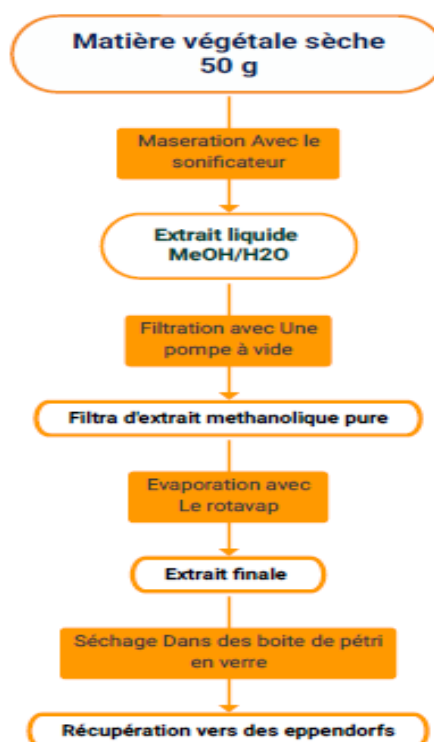 Matière végétale sèche
50 g
Maseration Avec le
sonificateur
Extrait liquide
MeOH/H2O
Filtration avec Une
pompe à vide
Filtra d'extrait methanolique pure
Evaporation avec
Le rotavap
Extrait finale
Séchage Dans des boite de pétri
en verre
Récupération vers des eppendorfs